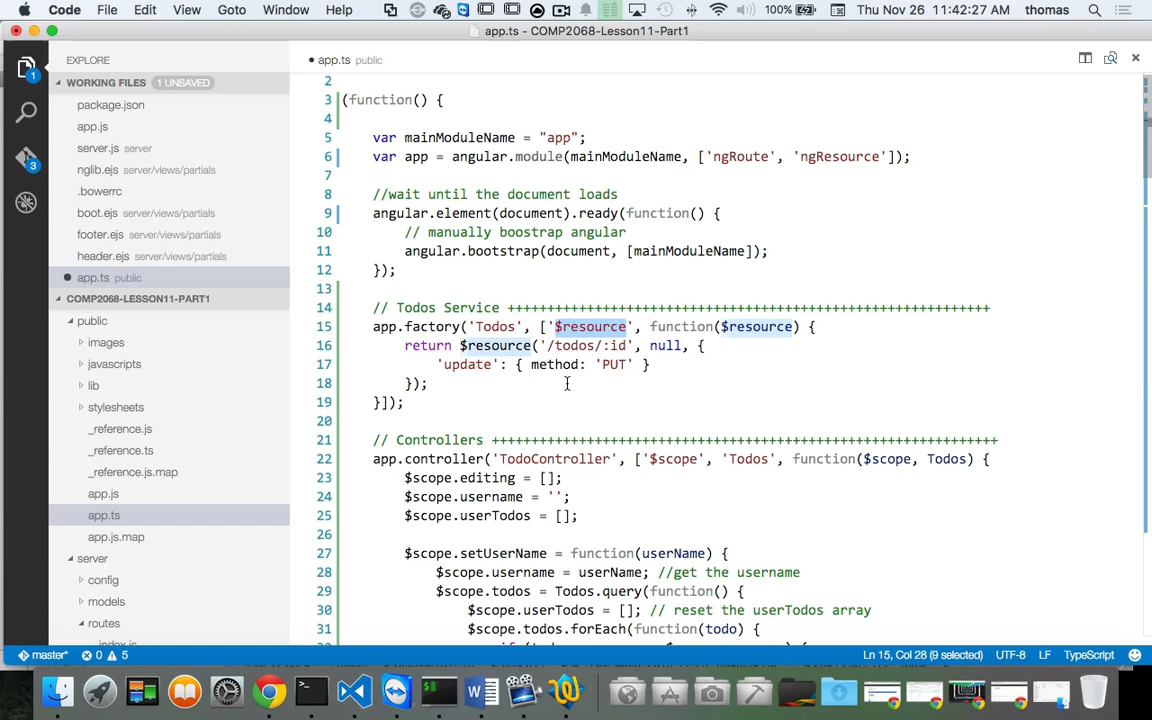 Code File Edit View Goto Window Help 100% Thu Nov 26 11:42:27 AM thomas
app.ts - COMP2068-Lesson11-Part1
EXPLORE
app.ts public
WORKING FILES 1 UNSAVED
package.json
app.js
server.js server
nglib.ejs server/views/partials
.bowerrc
boot.ejs server/views/partials
footer.ejs server/views/partials
header.ejs server/views/partials
app.ts public
COMP2068-LESSON11-PART1
public
images
javascripts
lib
stylesheets
_reference.js
_reference.ts
_reference.js.map
app.js
app.ts
app.js.map
server
config
models
routes
index.js
1
3
2
3 (function() {
4
5 var mainModuleName = "app";
6 var app = angular.module(mainModuleName, ['ngRoute', 'ngResource']);
7
8 //wait until the document loads
9 angular.element(document).ready(function() {
10 // manually boostrap angular
11 angular.bootstrap(document, [mainModuleName]);
12 });
13
14 // Todos Service +++++++++++++++++++++++++++++++++++++++++++++++++++++++++++++
15 app.factory('Todos', ['$resource', function($resource) {
16 return $resource('/todos/:id', null, {
17 'update': { method: 'PUT' }
18 });
19 }]);
20
21 // Controllers ++++++++++++++++++++++++++++++++++++++++++++++++++++++++++++++++
22 app.controller('TodoController', ['$scope', 'Todos', function($scope, Todos) {
23 $scope.editing = [];
24 $scope.username = '';
25 $scope.userTodos = [];
26
27 $scope.setUserName = function(userName) {
28 $scope.username = userName; //get the username
29 $scope.todos = Todos.query(function() {
30 $scope.userTodos = []; // reset the userTodos array
31 $scope.todos.forEach(function(todo) {
master* 0 5 Ln 15, Col 28 (9 selected) UTF-8 LF TypeScript